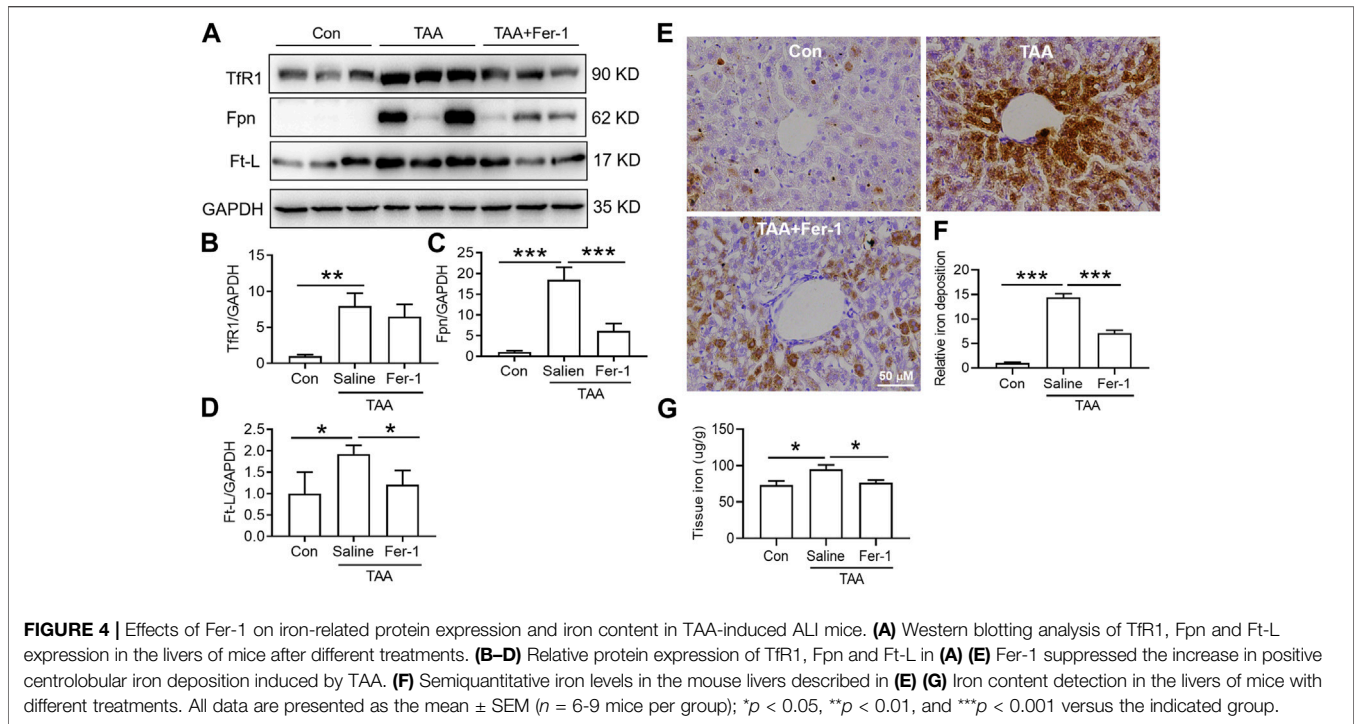 A
Con TAA TAA+Fer-1
TfR1 90 KD
Fpn 62 KD
Ft-L 17 KD
GAPDH 35 KD
B
TfR1/GAPDH
15
10
5
0
**
Con Saline Fer-1
TAA
C
Fpn/GAPDH
25
20
15
10
5
0
*** ***
Con Salien Fer-1
TAA
D
Ft-L/GAPDH
2.5
2.0
1.5
1.0
0.5
0.0
* *
Con Saline Fer-1
TAA
E
Con
TAA
TAA+Fer-1
50 μM
F
Relative iron deposition
20
15
10
5
0
*** ***
Con Saline Fer-1
TAA
G
Tissue iron (ug/g)
150
100
50
0
* *
Con Saline Fer-1
TAA
FIGURE 4 | Effects of Fer-1 on iron-related protein expression and iron content in TAA-induced ALI mice. (A) Western blotting analysis of TfR1, Fpn and Ft-L
expression in the livers of mice after different treatments. (B–D) Relative protein expression of TfR1, Fpn and Ft-L in (A) (E) Fer-1 suppressed the increase in positive
centrolobular iron deposition induced by TAA. (F) Semiquantitative iron levels in the mouse livers described in (E) (G) Iron content detection in the livers of mice with
different treatments. All data are presented as the mean ± SEM (n = 6-9 mice per group); *p < 0.05, **p < 0.01, and ***p < 0.001 versus the indicated group.